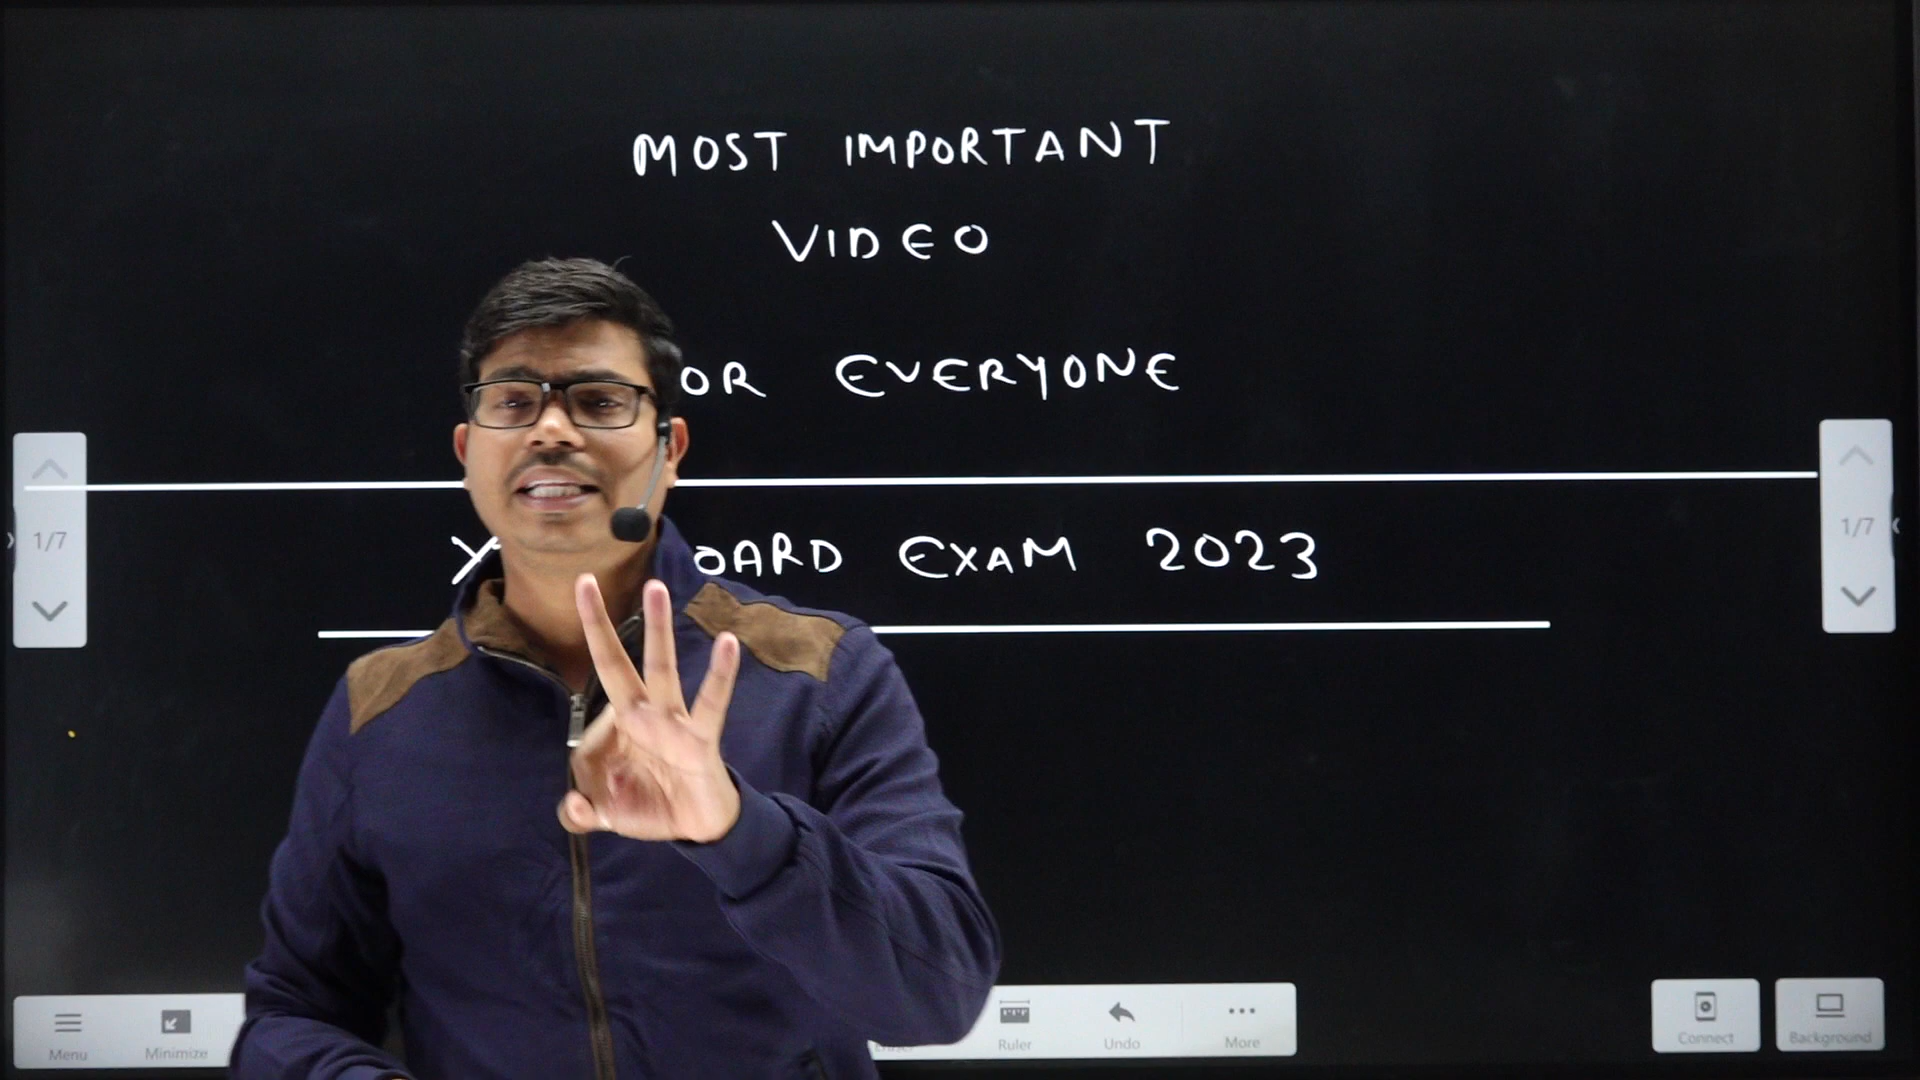 MOST IMPORTANT
VIDEO
OR EVERYONE
1/7
1/7
OARD EXAM 2023
Menu
Minimize
Ruler
Undo
More
Connect
Background